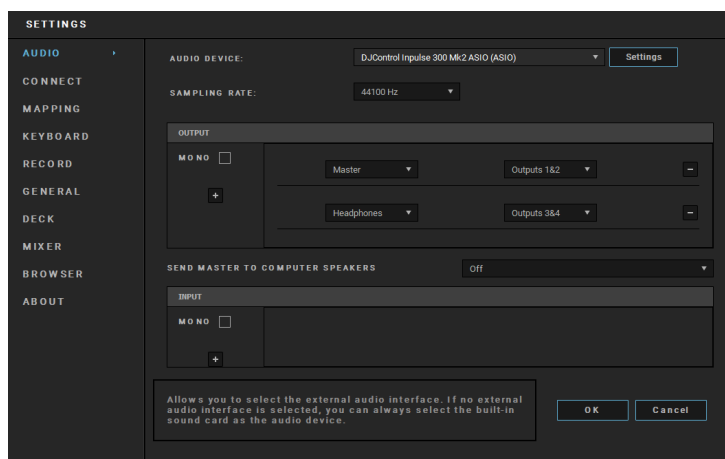 SETTINGS
AUDIO
CONNECT
MAPPING
KEYBOARD
RECORD
GENERAL
DECK
MIXER
BROWSER
ABOUT
AUDIO DEVICE:
DJControl Inpulse 300 Mk2 ASIO (ASIO)
Settings
SAMPLING RATE:
44100 Hz
OUTPUT
MONO
+
Master
Outputs 1&2
−
Headphones
Outputs 3&4
−
SEND MASTER TO COMPUTER SPEAKERS
Off
INPUT
MONO
+
Allows you to select the external audio interface. If no external
audio interface is selected, you can always select the built-in
sound card as the audio device.
OK
Cancel